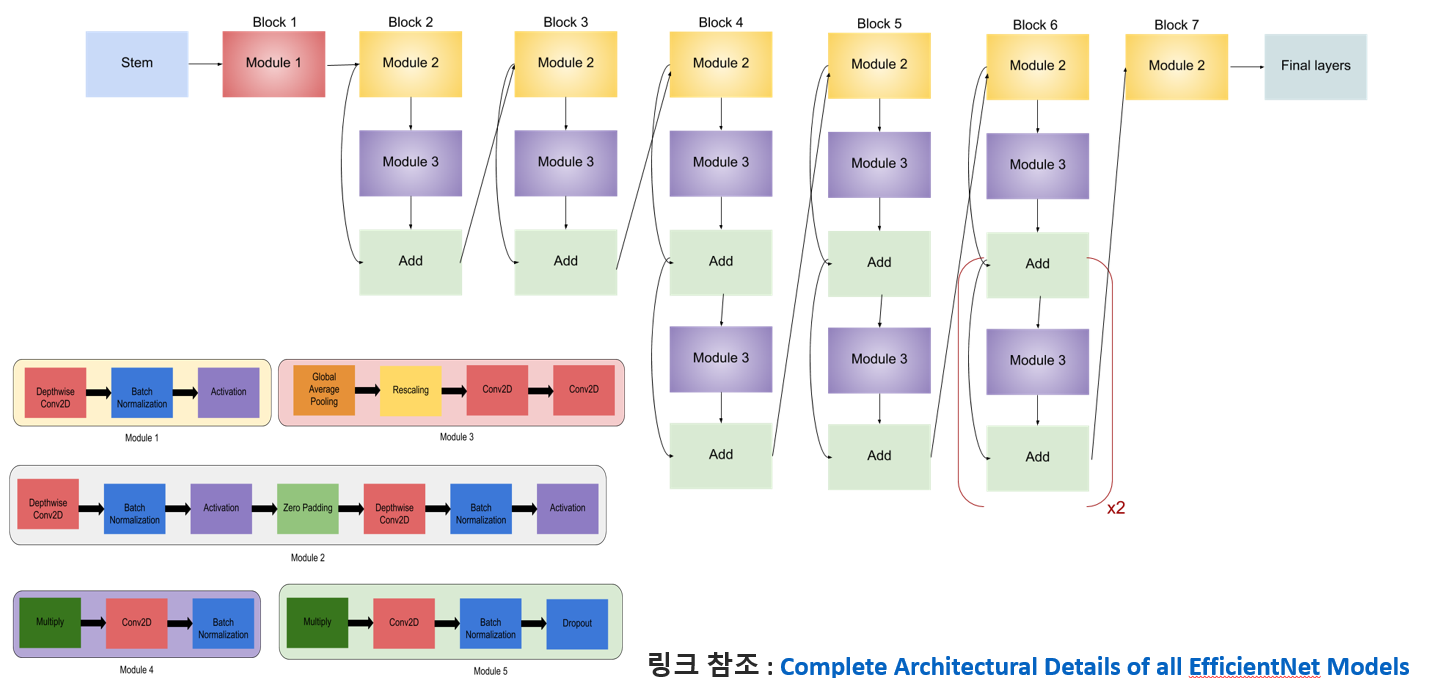 Block 1
Block 2
Block 3
Block 4
Block 5
Block 6
Block 7
Stem
Module 1
Module 2
Module 2
Module 2
Module 2
Module 2
Module 2
Final layers
Module 3
Module 3
Module 3
Module 3
Module 3
Add
Add
Add
Add
Add
Module 3
Module 3
Module 3
Add
Add
Add
x2
Depthwise
Conv2D
Batch
Normalization
Activation
Module 1
Global
Average
Pooling
Rescaling
Conv2D
Conv2D
Module 3
Depthwise
Conv2D
Batch
Normalization
Activation
Zero Padding
Depthwise
Conv2D
Batch
Normalization
Activation
Module 2
Multiply
Conv2D
Batch
Normalization
Module 4
Multiply
Conv2D
Batch
Normalization
Dropout
Module 5
링크 참조 : Complete Architectural Details of all EfficientNet Models